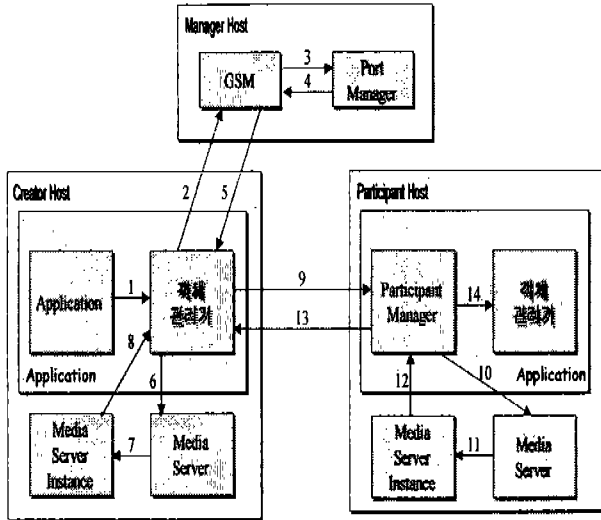 Manager Host
GSM
3
4
Port
Manager
2
5
Creator Host
Application
1
객체
관리기
8
6
Application
Media
Server
Instance
7
Media
Server
9
13
Participant Host
Participant
Manager
14
객체
관리기
12
10
Application
Media
Server
Instance
11
Media
Server